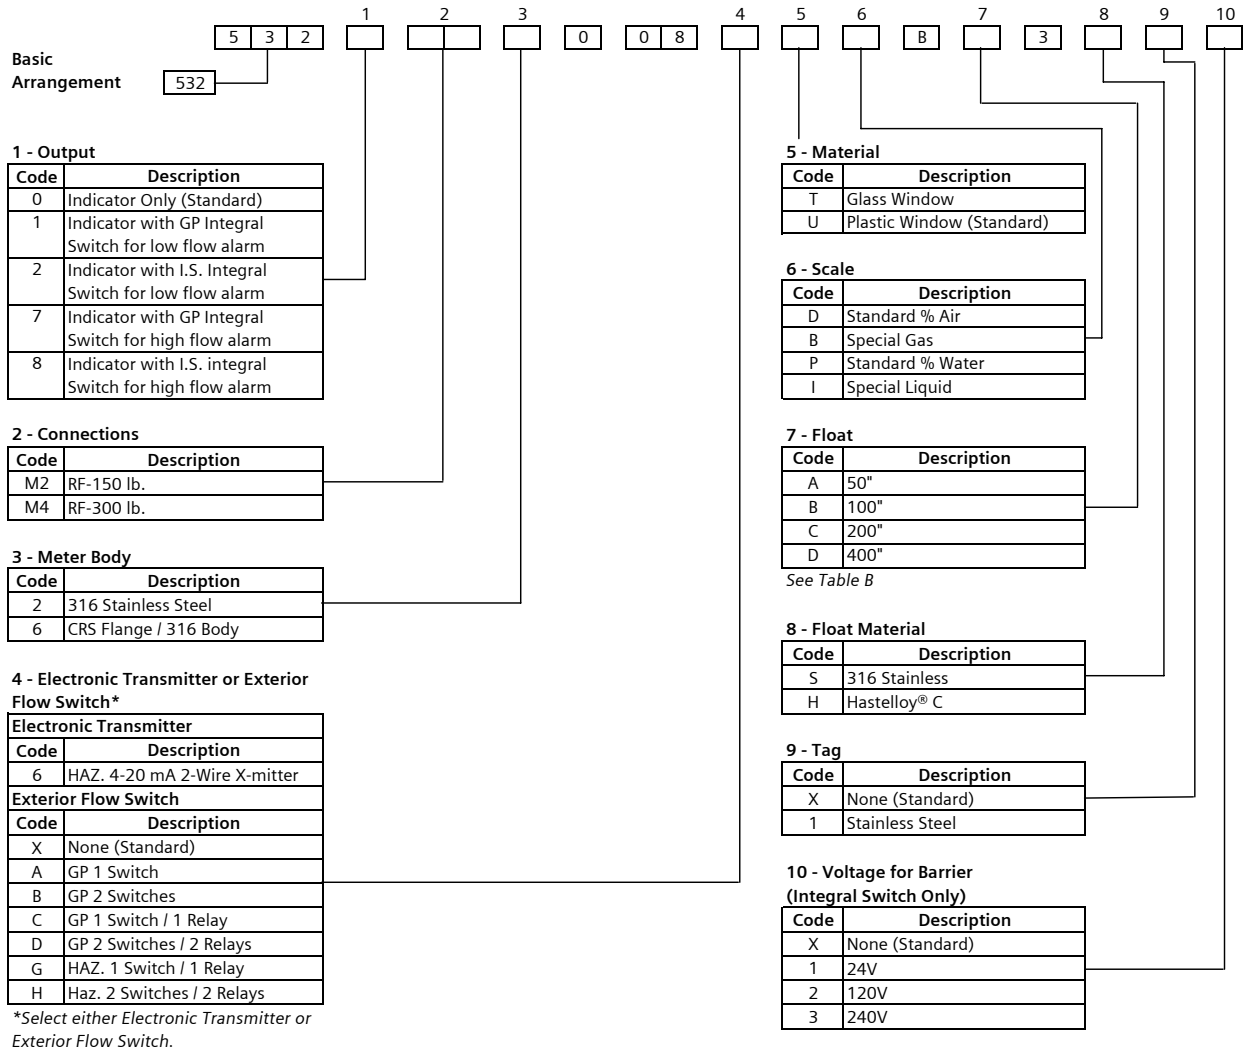 1 2 3 4 5 6 7 8 9 10
5 3 2 0 0 8 B 3
Basic
Arrangement 532
1 - Output
Code Description
0 Indicator Only (Standard)
1 Indicator with GP Integral
Switch for low flow alarm
2 Indicator with I.S. Integral
Switch for low flow alarm
7 Indicator with GP Integral
Switch for high flow alarm
8 Indicator with I.S. integral
Switch for high flow alarm
2 - Connections
Code Description
M2 RF-150 lb.
M4 RF-300 lb.
3 - Meter Body
Code Description
2 316 Stainless Steel
6 CRS Flange / 316 Body
4 - Electronic Transmitter or Exterior
Flow Switch*
Electronic Transmitter
Code Description
6 HAZ. 4-20 mA 2-Wire X-mitter
Exterior Flow Switch
Code Description
X None (Standard)
A GP 1 Switch
B GP 2 Switches
C GP 1 Switch / 1 Relay
D GP 2 Switches / 2 Relays
G HAZ. 1 Switch / 1 Relay
H Haz. 2 Switches / 2 Relays
*Select either Electronic Transmitter or
Exterior Flow Switch.
5 - Material
Code Description
T Glass Window
U Plastic Window (Standard)
6 - Scale
Code Description
D Standard % Air
B Special Gas
P Standard % Water
I Special Liquid
7 - Float
Code Description
A 50"
B 100"
C 200"
D 400"
See Table B
8 - Float Material
Code Description
S 316 Stainless
H Hastelloy® C
9 - Tag
Code Description
X None (Standard)
1 Stainless Steel
10 - Voltage for Barrier
(Integral Switch Only)
Code Description
X None (Standard)
1 24V
2 120V
3 240V